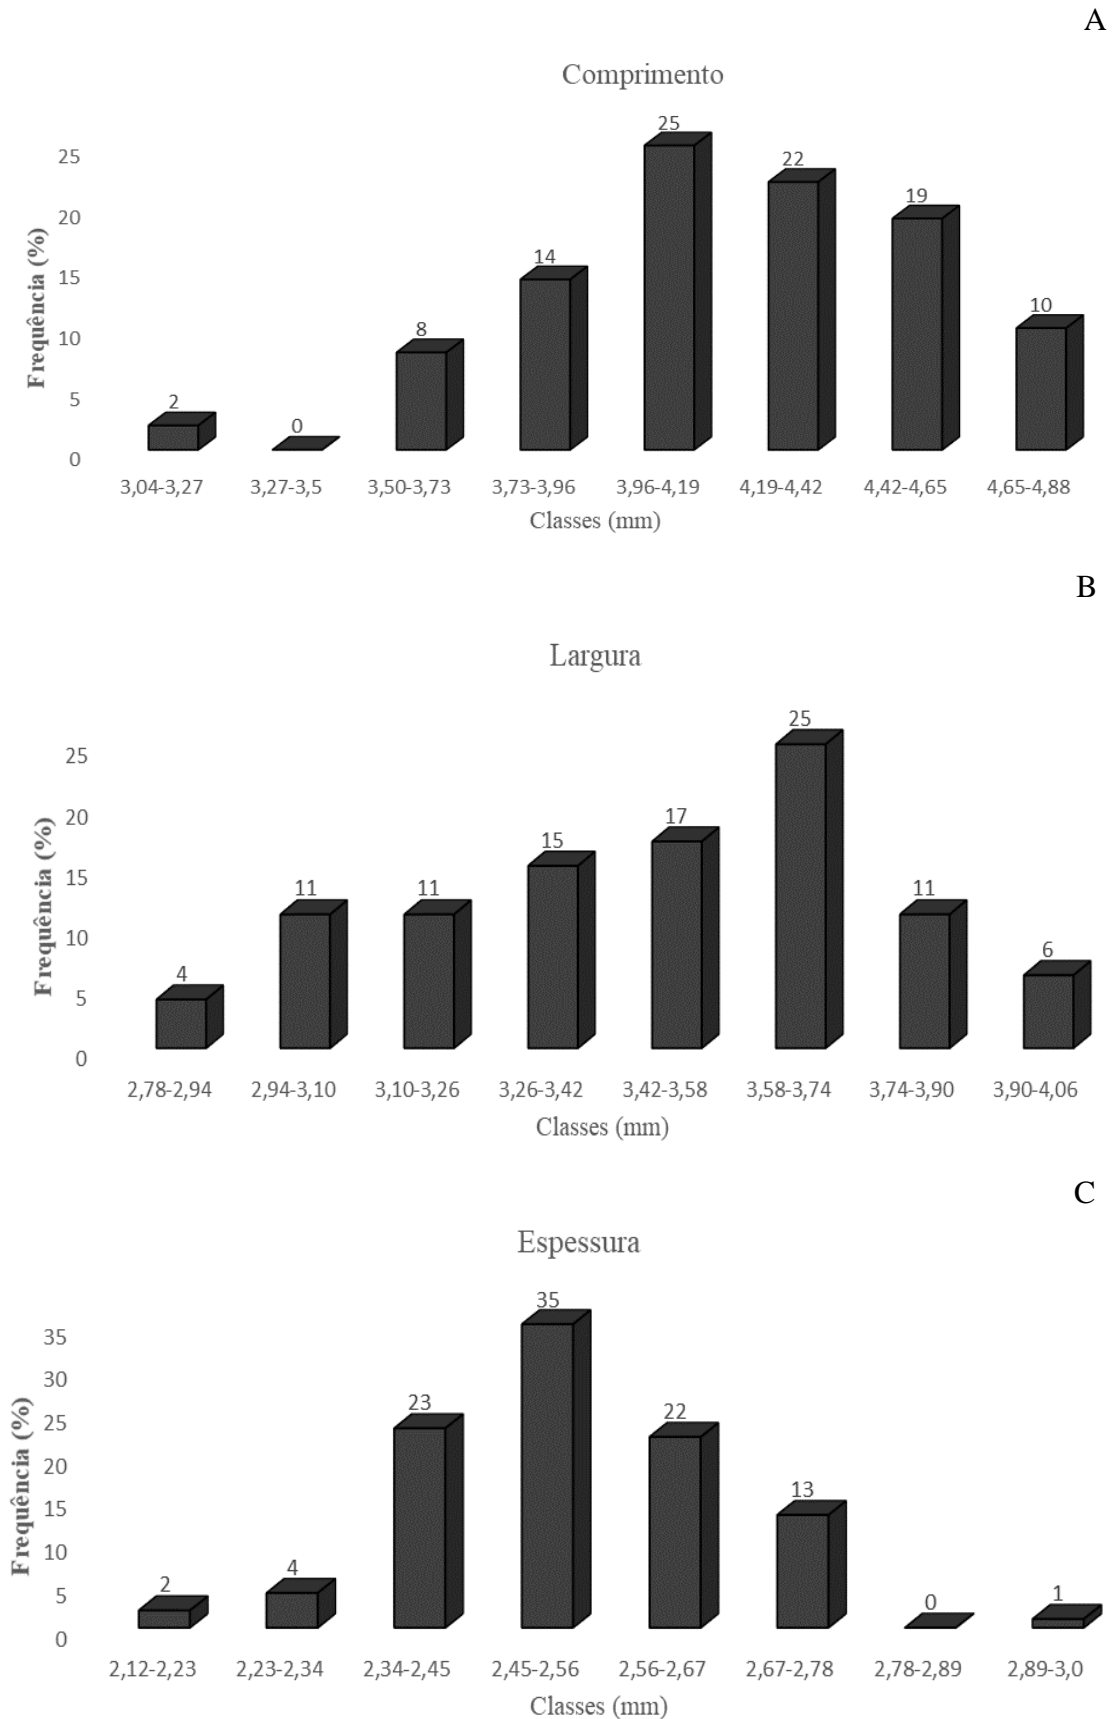 A
Comprimento
25
22
19
14
10
8
2
0
25
20
15
10
5
0
Frequência (%)
3,04-3,27 3,27-3,5 3,50-3,73 3,73-3,96 3,96-4,19 4,19-4,42 4,42-4,65 4,65-4,88
Classes (mm)
B
Largura
25
17
15
11 11 11
6
4
25
20
15
10
5
0
Frequência (%)
2,78-2,94 2,94-3,10 3,10-3,26 3,26-3,42 3,42-3,58 3,58-3,74 3,74-3,90 3,90-4,06
Classes (mm)
C
Espessura
35
23
22
13
4
2
0
1
35
30
25
20
15
10
5
0
Frequência (%)
2,12-2,23 2,23-2,34 2,34-2,45 2,45-2,56 2,56-2,67 2,67-2,78 2,78-2,89 2,89-3,0
Classes (mm)